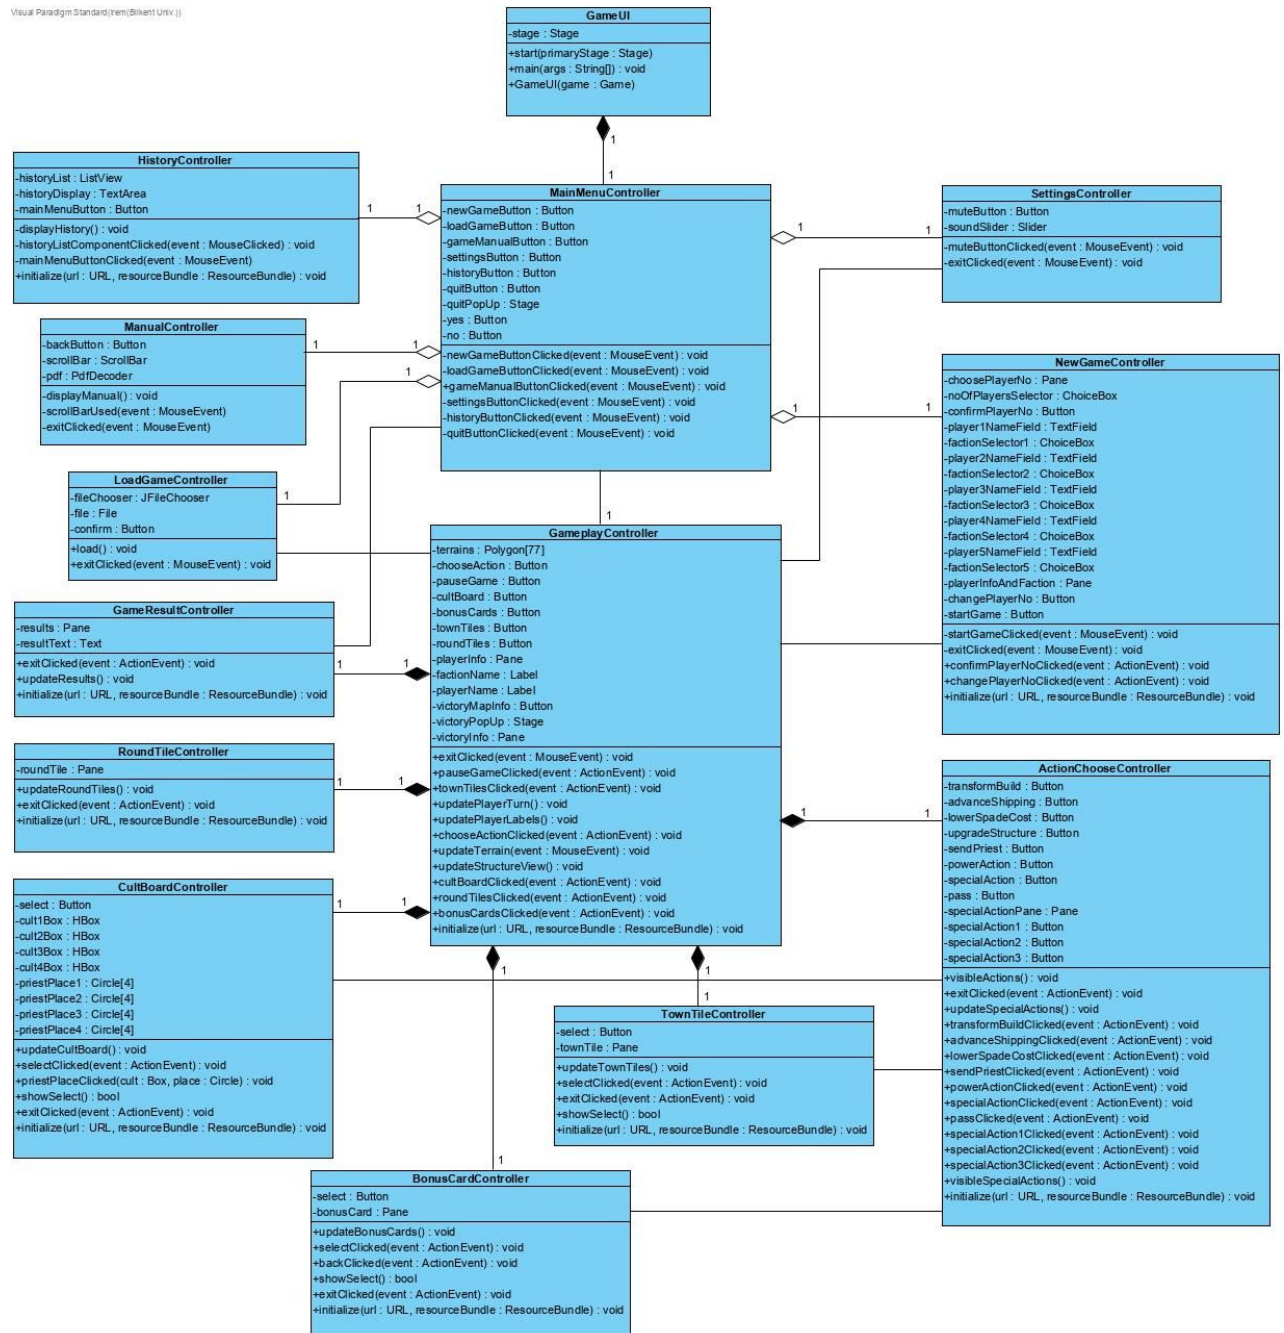 Visual Paradigm Standard(Irem(Bilkent Univ.))
GameUI
-stage : Stage
+start(primaryStage : Stage)
+main(args : String[]) : void
+GameUI(game : Game)
1
1
HistoryController
-historyList : ListView
-historyDisplay : TextArea
-mainMenuButton : Button
-displayHistory() : void
-historyListComponentClicked(event : MouseClicked) : void
-mainMenuButtonClicked(event : MouseEvent)
+initialize(url : URL, resourceBundle : ResourceBundle) : void
1
1
MainMenuController
-newGameButton : Button
-loadGameButton : Button
-gameManualButton : Button
-settingsButton : Button
-historyButton : Button
-quitButton : Button
-quitPopUp : Stage
-yes : Button
-no : Button
-newGameButtonClicked(event : MouseEvent) : void
-loadGameButtonClicked(event : MouseEvent) : void
+gameManualButtonClicked(event : MouseEvent) : void
-settingsButtonClicked(event : MouseEvent) : void
-historyButtonClicked(event : MouseEvent) : void
-quitButtonClicked(event : MouseEvent) : void
1
1
SettingsController
-muteButton : Button
-soundSlider : Slider
-muteButtonClicked(event : MouseEvent) : void
-exitClicked(event : MouseEvent) : void
ManualController
-backButton : Button
-scrollBar : ScrollBar
-pdf : PdfDecoder
-displayManual() : void
-scrollBarUsed(event : MouseEvent)
-exitClicked(event : MouseEvent)
1
1
1
1
1
NewGameController
-choosePlayerNo : Pane
-noOfPlayersSelector : ChoiceBox
-confirmPlayerNo : Button
-player1NameField : TextField
-factionSelector1 : ChoiceBox
-player2NameField : TextField
-factionSelector2 : ChoiceBox
-player3NameField : TextField
-factionSelector3 : ChoiceBox
-player4NameField : TextField
-factionSelector4 : ChoiceBox
-player5NameField : TextField
-factionSelector5 : ChoiceBox
-playerInfoAndFaction : Pane
-changePlayerNo : Button
-startGame : Button
-startGameClicked(event : MouseEvent) : void
-exitClicked(event : MouseEvent) : void
+confirmPlayerNoClicked(event : ActionEvent) : void
+changePlayerNoClicked(event : ActionEvent) : void
+initialize(url : URL, resourceBundle : ResourceBundle) : void
LoadGameController
-fileChooser : JFileChooser
-file : File
-confirm : Button
+load() : void
+exitClicked(event : MouseEvent) : void
1
1
GameplayController
-terrains : Polygon[77]
-chooseAction : Button
-pauseGame : Button
-cultBoard : Button
-bonusCards : Button
-townTiles : Button
-roundTiles : Button
-playerInfo : Pane
-factionName : Label
-playerName : Label
-victoryMapInfo : Button
-victoryPopUp : Stage
-victoryInfo : Pane
+exitClicked(event : MouseEvent) : void
+pauseGameClicked(event : ActionEvent) : void
+townTilesClicked(event : ActionEvent) : void
+updatePlayerTurn() : void
+updatePlayerLabels() : void
+chooseActionClicked(event : ActionEvent) : void
+updateTerrain(event : MouseEvent) : void
+updateStructureView() : void
+cultBoardClicked(event : ActionEvent) : void
+roundTilesClicked(event : ActionEvent) : void
+bonusCardsClicked(event : ActionEvent) : void
+initialize(url : URL, resourceBundle : ResourceBundle) : void
GameResultController
-results : Pane
-resultText : Text
+exitClicked(event : ActionEvent) : void
+updateResults() : void
+initialize(url : URL, resourceBundle : ResourceBundle) : void
1
1
RoundTileController
-roundTile : Pane
+updateRoundTiles() : void
+exitClicked(event : ActionEvent) : void
+initialize(url : URL, resourceBundle : ResourceBundle) : void
1
1
1
1
ActionChooseController
-transformBuild : Button
-advanceShipping : Button
-lowerSpadeCost : Button
-upgradeStructure : Button
-sendPriest : Button
-powerAction : Button
-specialAction : Button
-pass : Button
-specialActionPane : Pane
-specialAction1 : Button
-specialAction2 : Button
-specialAction3 : Button
+visibleActions() : void
+exitClicked(event : ActionEvent) : void
+updateSpecialActions() : void
+transformBuildClicked(event : ActionEvent) : void
+advanceShippingClicked(event : ActionEvent) : void
+lowerSpadeCostClicked(event : ActionEvent) : void
+sendPriestClicked(event : ActionEvent) : void
+powerActionClicked(event : ActionEvent) : void
+specialActionClicked(event : ActionEvent) : void
+passClicked(event : ActionEvent) : void
+specialAction1Clicked(event : ActionEvent) : void
+specialAction2Clicked(event : ActionEvent) : void
+specialAction3Clicked(event : ActionEvent) : void
+visibleSpecialActions() : void
+initialize(url : URL, resourceBundle : ResourceBundle) : void
CultBoardController
-select : Button
-cult1Box : HBox
-cult2Box : HBox
-cult3Box : HBox
-cult4Box : HBox
-priestPlace1 : Circle[4]
-priestPlace2 : Circle[4]
-priestPlace3 : Circle[4]
-priestPlace4 : Circle[4]
+updateCultBoard() : void
+selectClicked(event : ActionEvent) : void
+priestPlaceClicked(cult : Box, place : Circle) : void
+showSelect() : bool
+exitClicked(event : ActionEvent) : void
+initialize(url : URL, resourceBundle : ResourceBundle) : void
1
1
1
1
1
TownTileController
-select : Button
-townTile : Pane
+updateTownTiles() : void
+selectClicked(event : ActionEvent) : void
+exitClicked(event : ActionEvent) : void
+showSelect() : bool
+initialize(url : URL, resourceBundle : ResourceBundle) : void
1
BonusCardController
-select : Button
-bonusCard : Pane
+updateBonusCards() : void
+selectClicked(event : ActionEvent) : void
+backClicked(event : ActionEvent) : void
+showSelect() : bool
+exitClicked(event : ActionEvent) : void
+initialize(url : URL, resourceBundle : ResourceBundle) : void